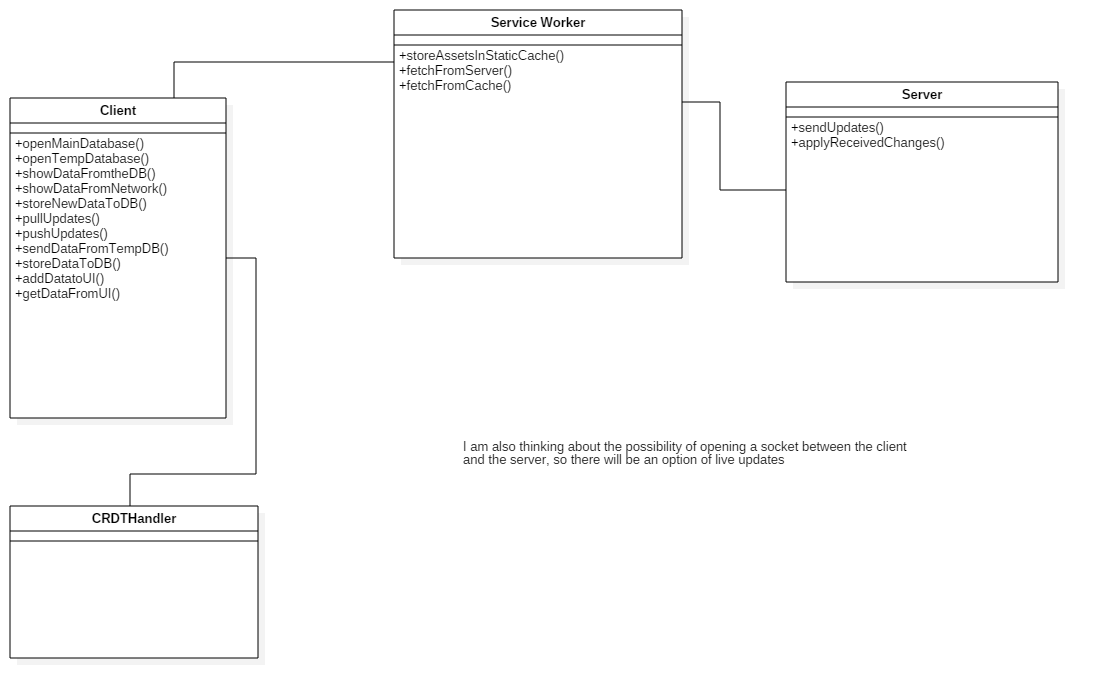 Service Worker
+storeAssetsInStaticCache()
+fetchFromServer()
+fetchFromCache()
Server
+sendUpdates()
+applyReceivedChanges()
Client
+openMainDatabase()
+openTempDatabase()
+showDataFromtheDB()
+showDataFromNetwork()
+storeNewDataToDB()
+pullUpdates()
+pushUpdates()
+sendDataFromTempDB()
+storeDataToDB()
+addDatatoUI()
+getDataFromUI()
I am also thinking about the possibility of opening a socket between the client
and the server, so there will be an option of live updates
CRDTHandler